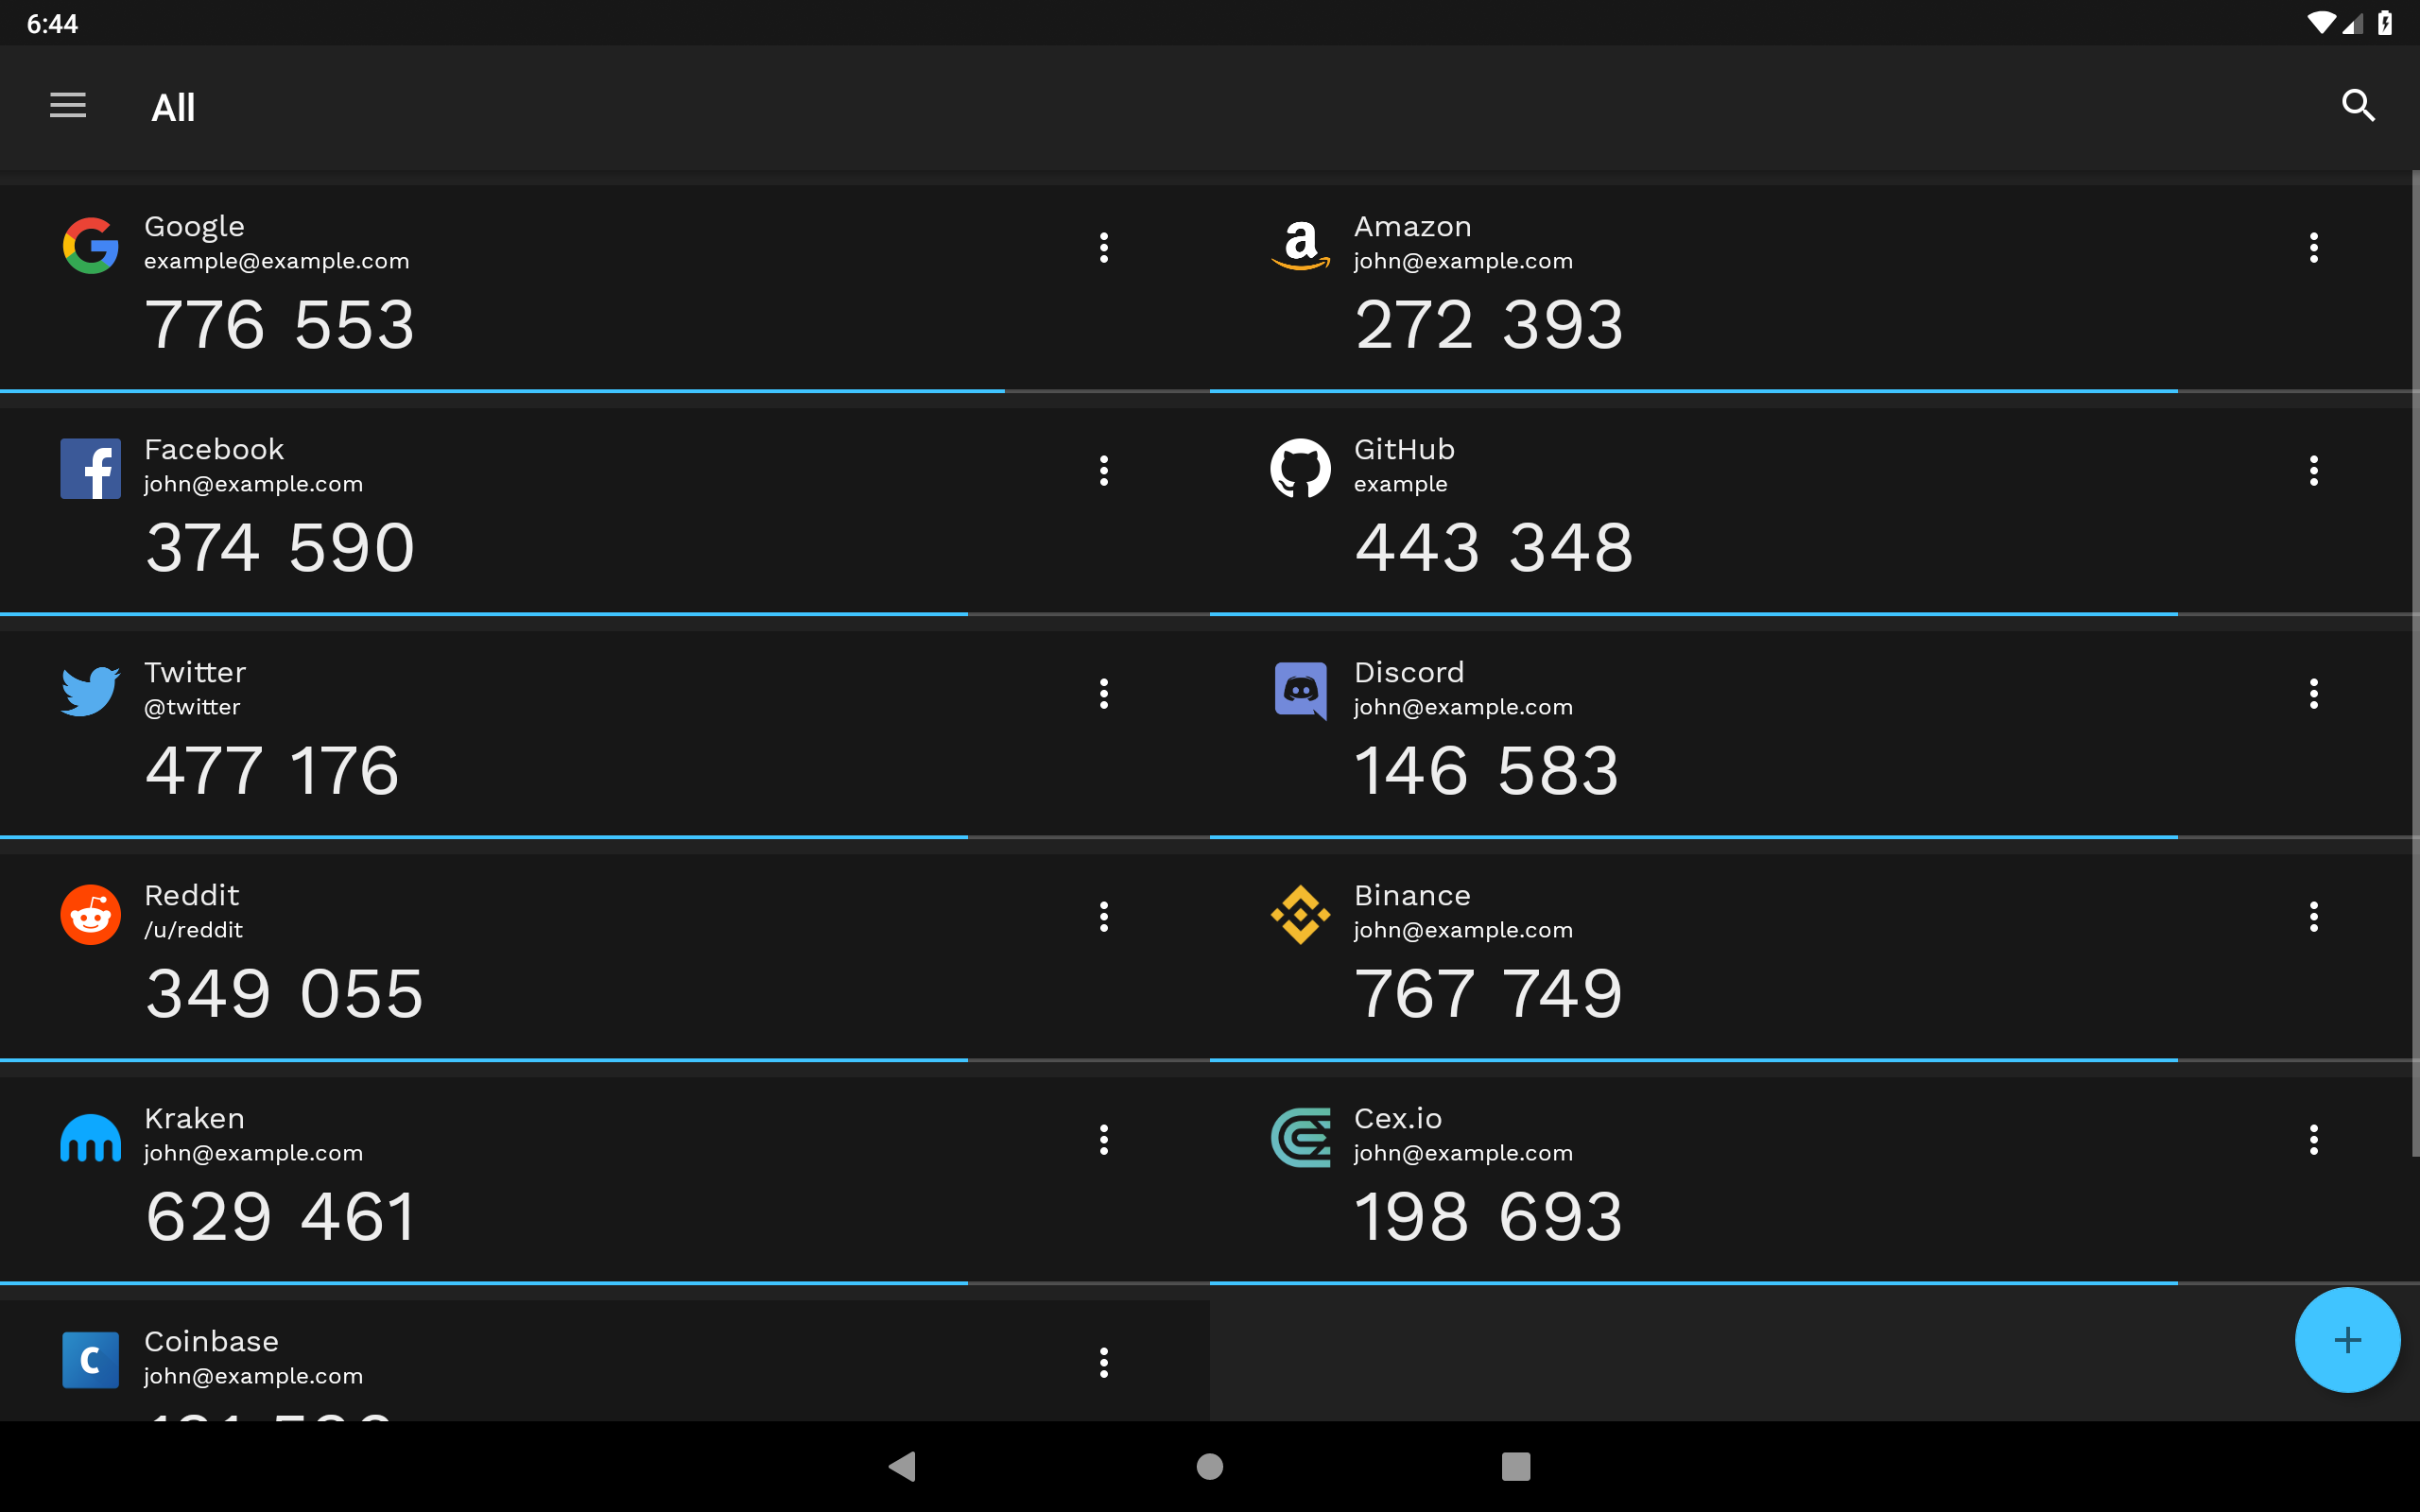 6:44
All
Google
example@example.com
776 553
Amazon
john@example.com
272 393
Facebook
john@example.com
374 590
GitHub
example
443 348
Twitter
@twitter
477 176
Discord
john@example.com
146 583
Reddit
/u/reddit
349 055
Binance
john@example.com
767 749
Kraken
john@example.com
629 461
Cex.io
john@example.com
198 693
Coinbase
john@example.com